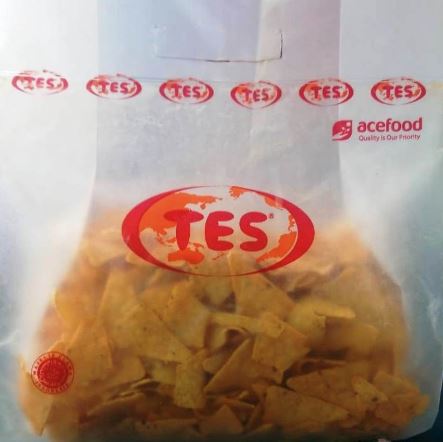 TES TES TES TES TES TES
acefood
Quality is Our Priority
TES®